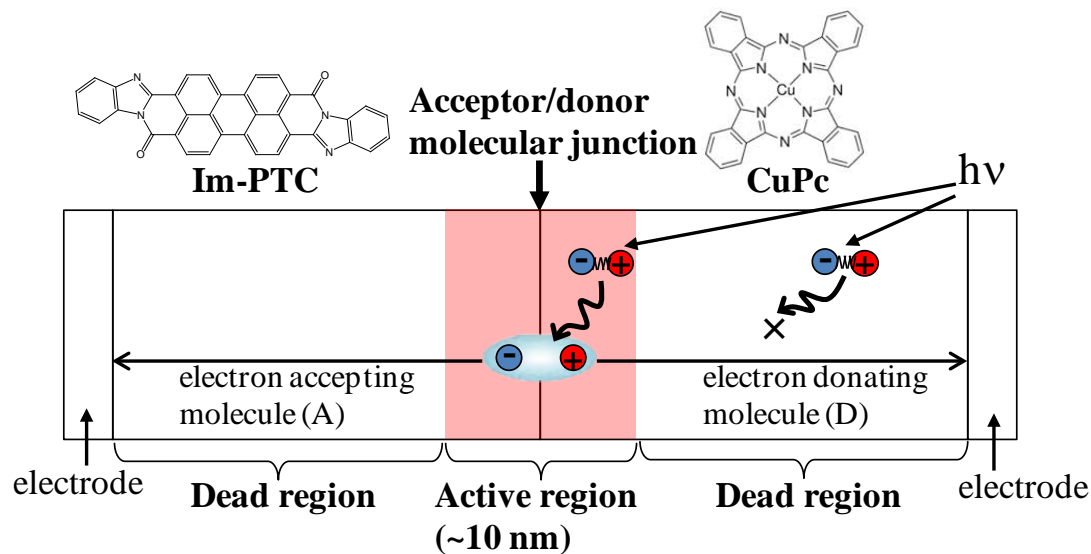 N
O
N
O
N
N
N
N
N
N
N
N
N
N
Cu
Im-PTC
Acceptor/donor
molecular junction
CuPc
hν
-
+
-
+
×
-
+
electron accepting
molecule (A)
electron donating
molecule (D)
electrode
Dead region
Active region
(~10 nm)
Dead region
electrode